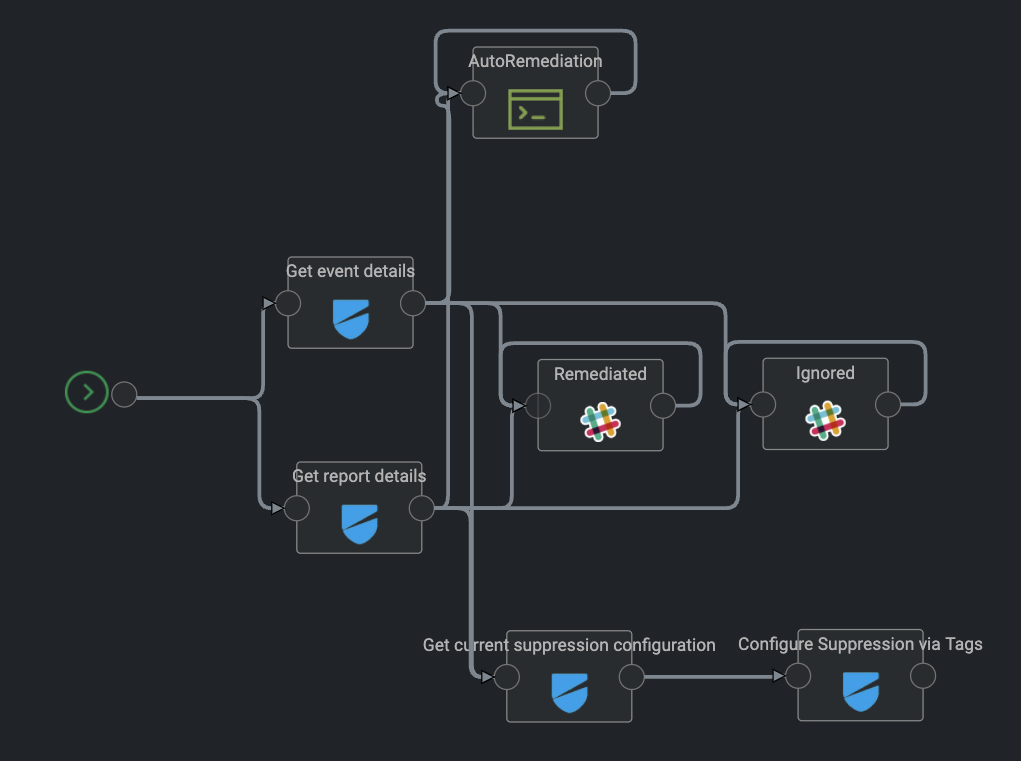 AutoRemediation
Get event details
Remediated
Ignored
Get report details
Get current suppression configuration
Configure Suppression via Tags